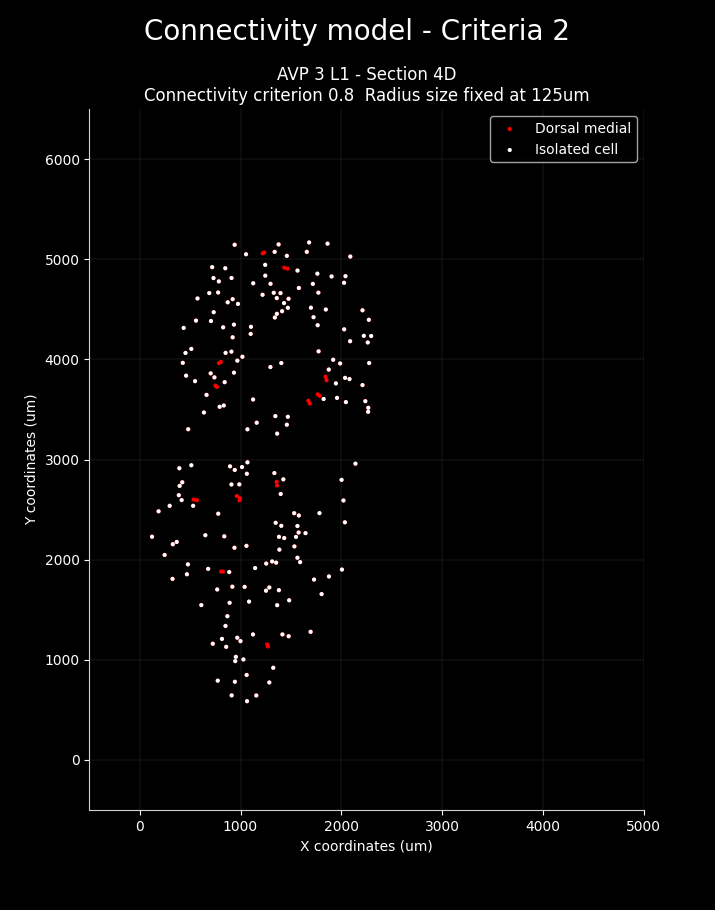 Connectivity model - Criteria 2
AVP 3 L1 - Section 4D
Connectivity criterion 0.8  Radius size fixed at 125um
Dorsal medial
Isolated cell
6000
5000
4000
3000
2000
1000
0
Y coordinates (um)
0 1000 2000 3000 4000 5000
X coordinates (um)